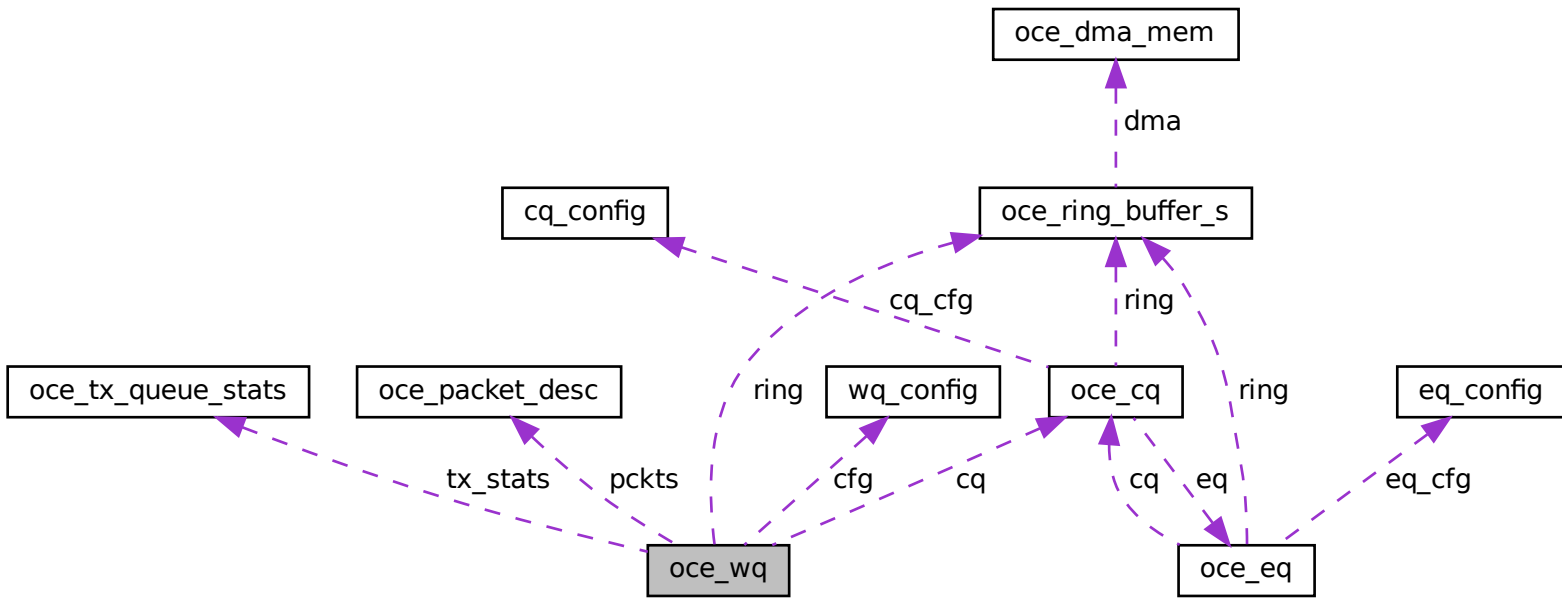 oce_dma_mem
dma
cq_config
oce_ring_buffer_s
cq_cfg
ring
oce_tx_queue_stats
oce_packet_desc
ring
wq_config
oce_cq
ring
eq_config
tx_stats
pckts
cfg
cq
cq
eq
eq_cfg
oce_wq
oce_eq